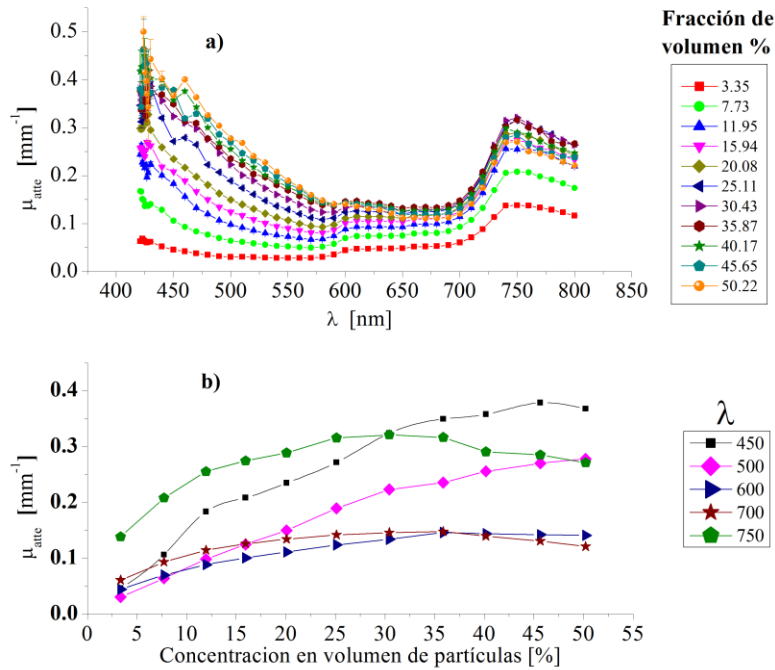 a)
Fracción de
volumen %
0.5
0.4
0.3
0.2
0.1
0.0
μatte [mm-1]
400 450 500 550 600 650 700 750 800 850
λ [nm]
3.35
7.73
11.95
15.94
20.08
25.11
30.43
35.87
40.17
45.65
50.22
b)
0.4
0.3
0.2
0.1
0.0
μatte [mm-1]
0 5 10 15 20 25 30 35 40 45 50 55
Concentracion en volumen de partículas [%]
λ
450
500
600
700
750